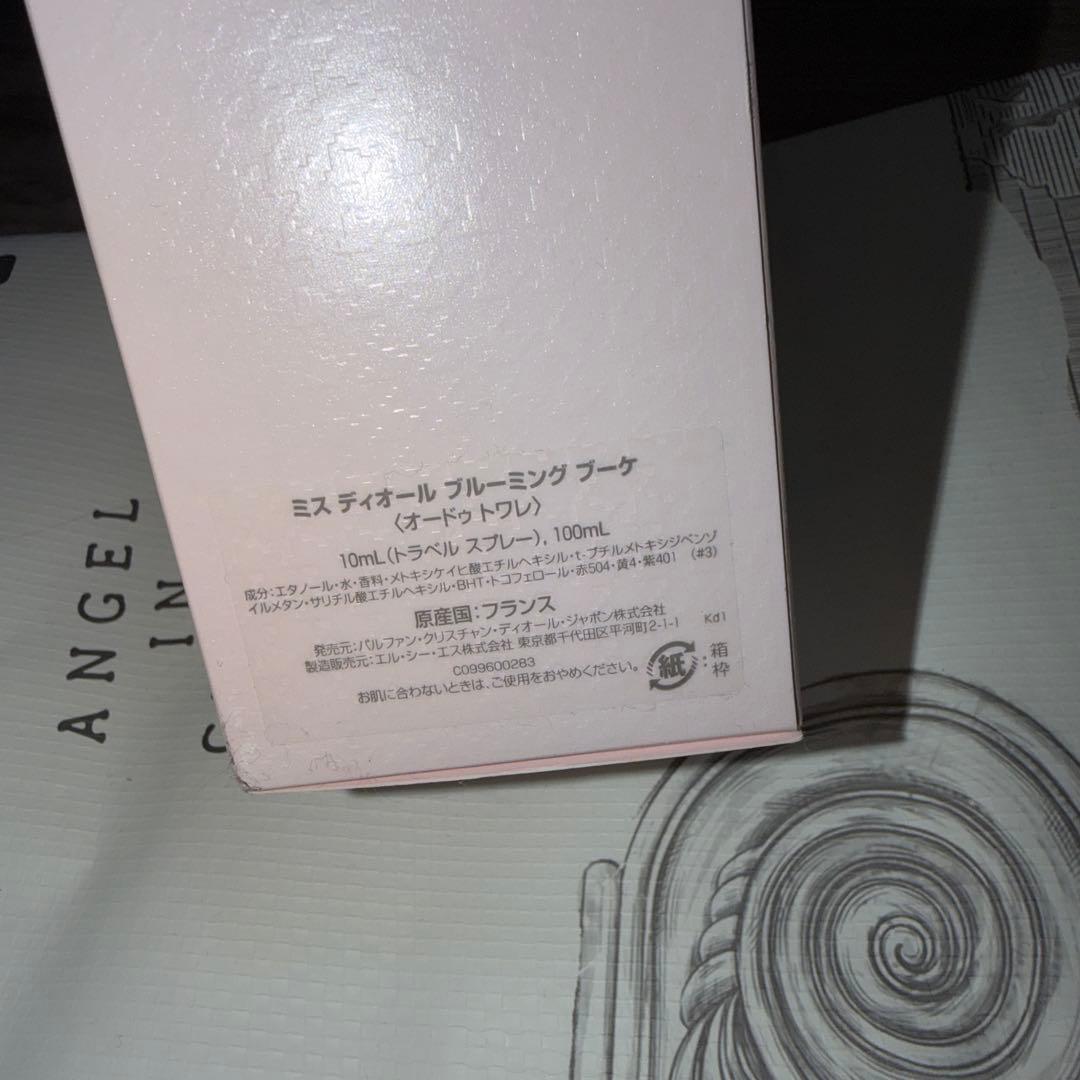 ミス ディオール ブルーミング ブーケ
〈オードゥ トワレ〉
10mL(トラベル スプレー), 100mL
成分:エタノール・水・香料・メトキシケイヒ酸エチルヘキシル・t-ブチルメトキシジベンゾ
イルメタン・サリチル酸エチルヘキシル・BHT・トコフェロール・赤504・黄4・紫401 (#3)
原産国:フランス
発売元:パルファン・クリスチャン・ディオール・ジャポン株式会社
製造販売元:エル・シー・エス株式会社 東京都千代田区平河町2-1-1 Kd1
C099600283
お肌に合わないときは、ご使用をおやめください。
紙:箱
枠
ANGEL
IN